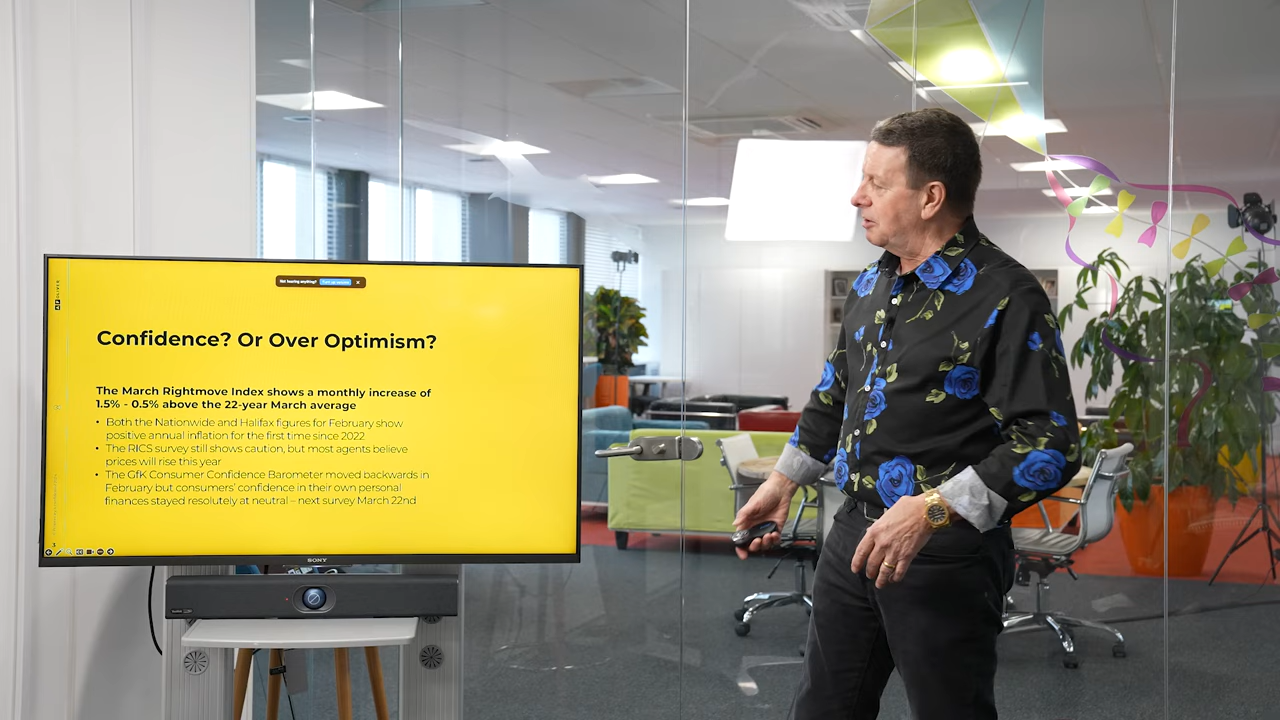 Not hearing anything?
Confidence? Or Over Optimism?
The March Rightmove Index shows a monthly increase of
1.5% - 0.5% above the 22-year March average
• Both the Nationwide and Halifax figures for February show
positive annual inflation for the first time since 2022
• The RICS survey still shows caution, but most agents believe
prices will rise this year
• The GfK Consumer Confidence Barometer moved backwards in
February but consumers' confidence in their own personal
finances stayed resolutely at neutral – next survey March 22nd
SONY